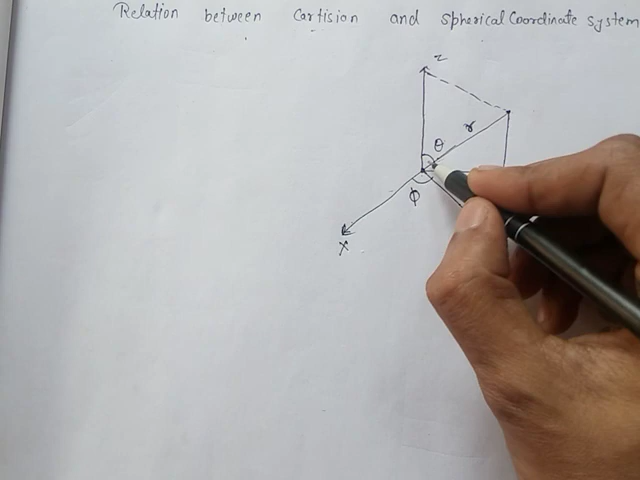 Relation between Cartision and spherical Coordinate system
z
r
θ
φ
x